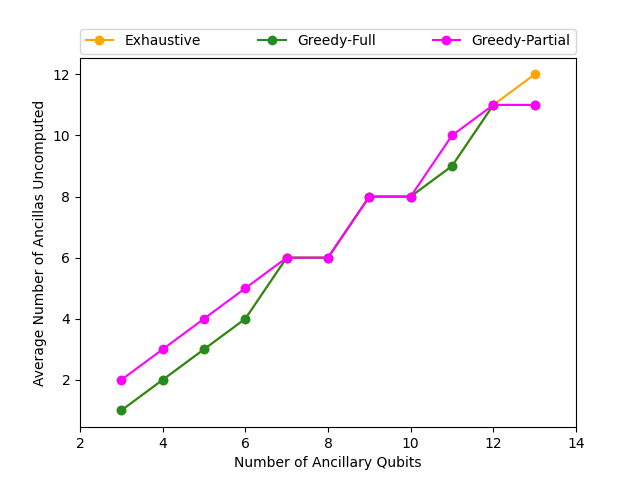 Exhaustive Greedy-Full Greedy-Partial
12
10
8
6
4
2
Average Number of Ancillas Uncomputed
2 4 6 8 10 12 14
Number of Ancillary Qubits